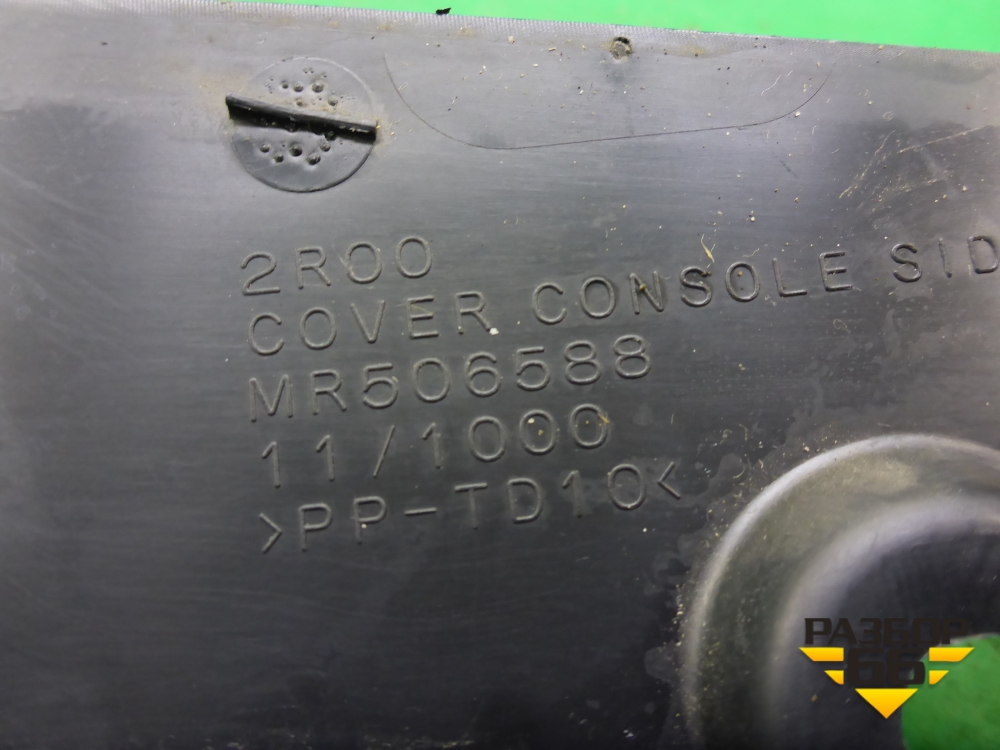 2R00
COVER CONSOLE SID
MR506588
11/1000
>PP-TD10<
РАЗБОР
66